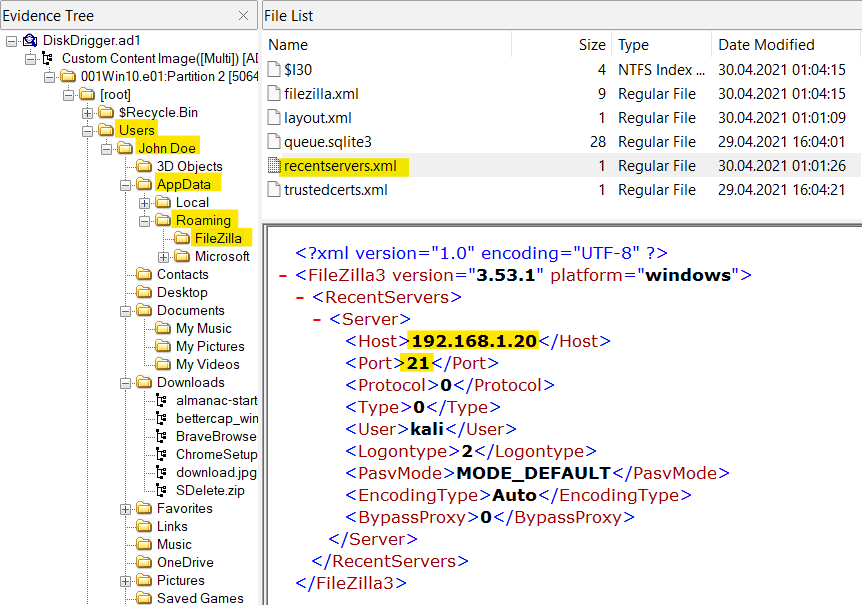 Evidence Tree
DiskDrigger.ad1
Custom Content Image([Multi]) [AD
001Win10.e01:Partition 2 [5064
[root]
$Recycle.Bin
Users
John Doe
3D Objects
AppData
Local
Roaming
FileZilla
Microsoft
Contacts
Desktop
Documents
My Music
My Pictures
My Videos
Downloads
almanac-start
bettercap_win
BraveBrowse
ChromeSetup
download.jpg
SDelete.zip
Favorites
Links
Music
OneDrive
Pictures
Saved Games
File List
Name Size Type Date Modified
$I30 4 NTFS Index ... 30.04.2021 01:04:15
filezilla.xml 9 Regular File 30.04.2021 01:04:15
layout.xml 1 Regular File 30.04.2021 01:01:09
queue.sqlite3 28 Regular File 29.04.2021 16:04:01
recentservers.xml 1 Regular File 30.04.2021 01:01:26
trustedcerts.xml 1 Regular File 29.04.2021 16:04:21
<?xml version="1.0" encoding="UTF-8" ?>
- <FileZilla3 version="3.53.1" platform="windows">
- <RecentServers>
- <Server>
<Host>192.168.1.20</Host>
<Port>21</Port>
<Protocol>0</Protocol>
<Type>0</Type>
<User>kali</User>
<Logontype>2</Logontype>
<PasvMode>MODE_DEFAULT</PasvMode>
<EncodingType>Auto</EncodingType>
<BypassProxy>0</BypassProxy>
</Server>
</RecentServers>
</FileZilla3>